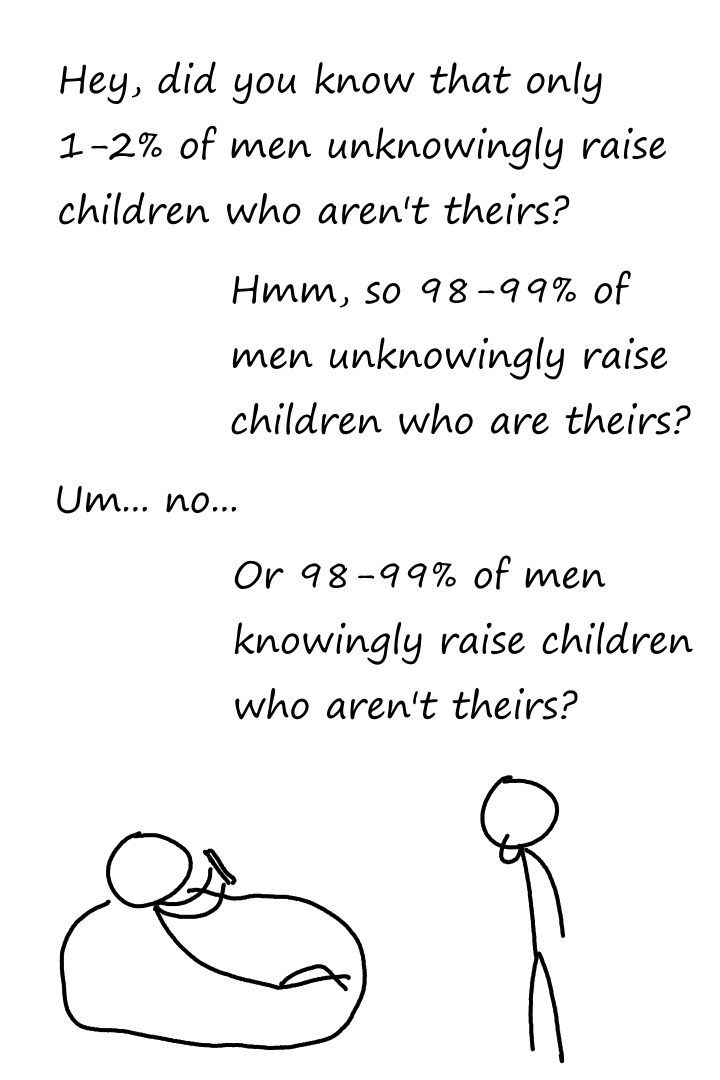 Hey, did you know that only
1-2% of men unknowingly raise
children who aren't theirs?
Hmm, so 98-99% of
men unknowingly raise
children who are theirs?
Um... no...
Or 98-99% of men
knowingly raise children
who aren't theirs?